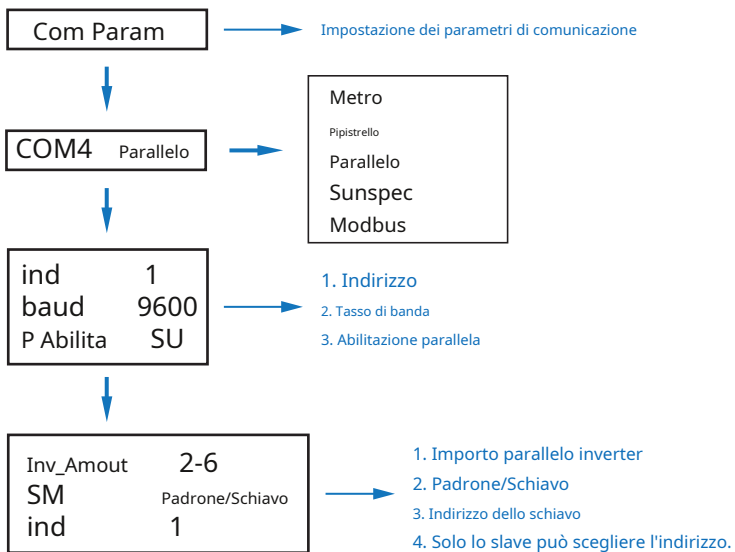 Com Param
Impostazione dei parametri di comunicazione
COM4 Parallelo
Metro
Pipistrello
Parallelo
Sunspec
Modbus
ind 1
baud 9600
P Abilita SU
1. Indirizzo
2. Tasso di banda
3. Abilitazione parallela
Inv_Amout 2-6
SM Padrone/Schiavo
ind 1
1. Importo parallelo inverter
2. Padrone/Schiavo
3. Indirizzo dello schiavo
4. Solo lo slave può scegliere l'indirizzo.